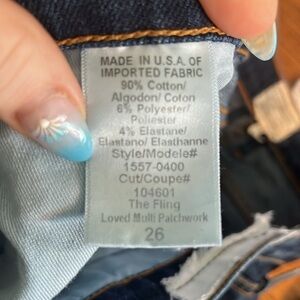 MADE IN U.S.A. OF
IMPORTED FABRIC
90% Cotton/
Algodon/ Coton
6% Polyester/
Poliester
4% Elastane/
Elastano/ Elasthanne
Style/Modele#
1557-0400
Cut/Coupe#
104601
The Fling
Loved Multi Patchwork
26